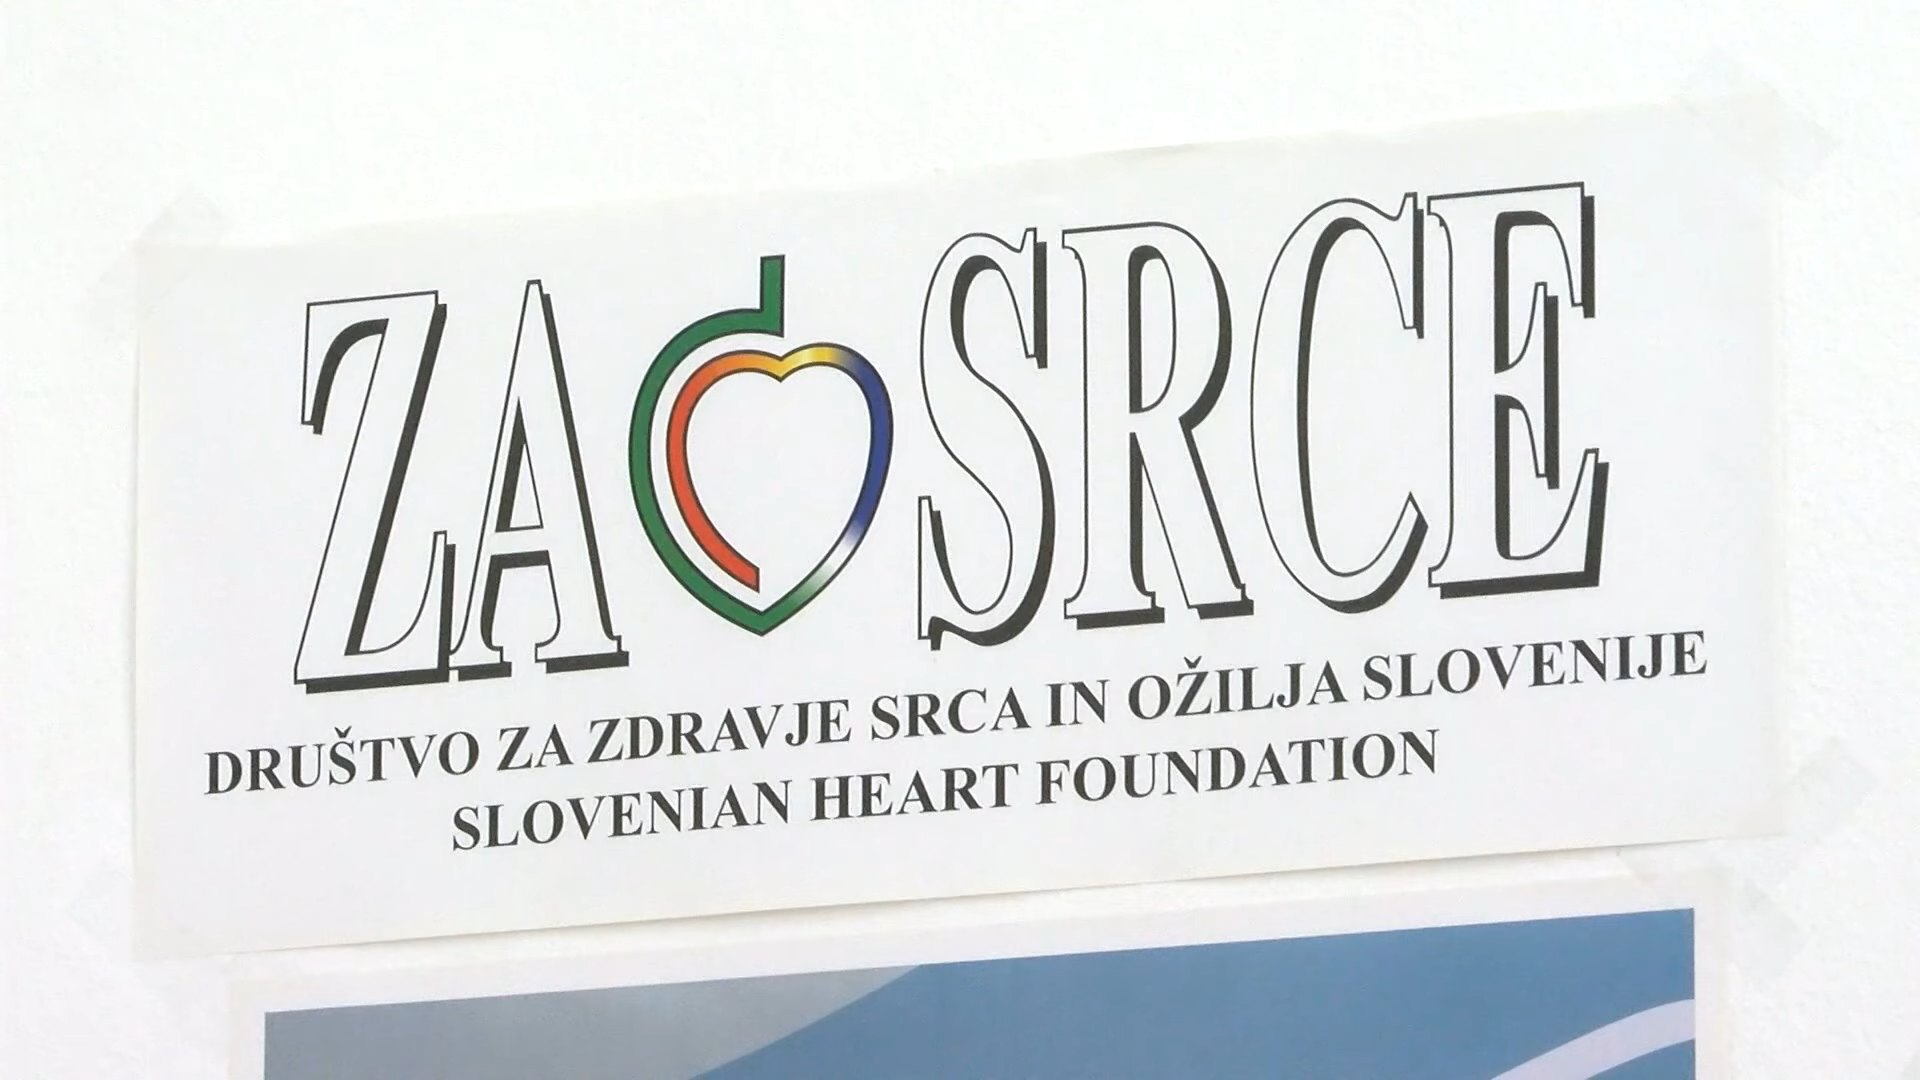 ZA SRCE
DRUŠTVO ZA ZDRAVJE SRCA IN OŽILJA SLOVENIJE
SLOVENIAN HEART FOUNDATION